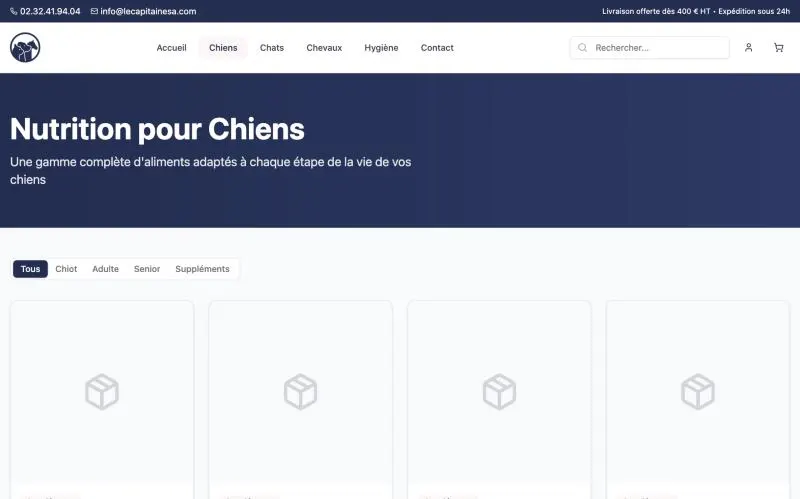 02.32.41.94.04 info@lecapitainesa.com Livraison offerte dès 400 € HT • Expédition sous 24h
Accueil Chiens Chats Chevaux Hygiène Contact Rechercher...
Nutrition pour Chiens
Une gamme complète d'aliments adaptés à chaque étape de la vie de vos
chiens
Tous Chiot Adulte Senior Suppléments